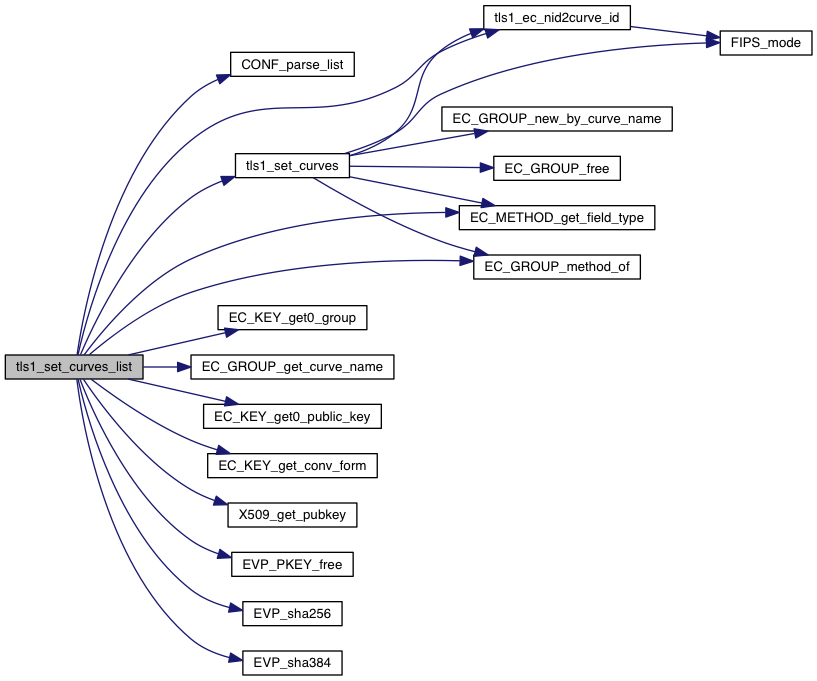 tls1_ec_nid2curve_id
FIPS_mode
CONF_parse_list
EC_GROUP_new_by_curve_name
tls1_set_curves
EC_GROUP_free
EC_METHOD_get_field_type
EC_GROUP_method_of
EC_KEY_get0_group
tls1_set_curves_list
EC_GROUP_get_curve_name
EC_KEY_get0_public_key
EC_KEY_get_conv_form
X509_get_pubkey
EVP_PKEY_free
EVP_sha256
EVP_sha384